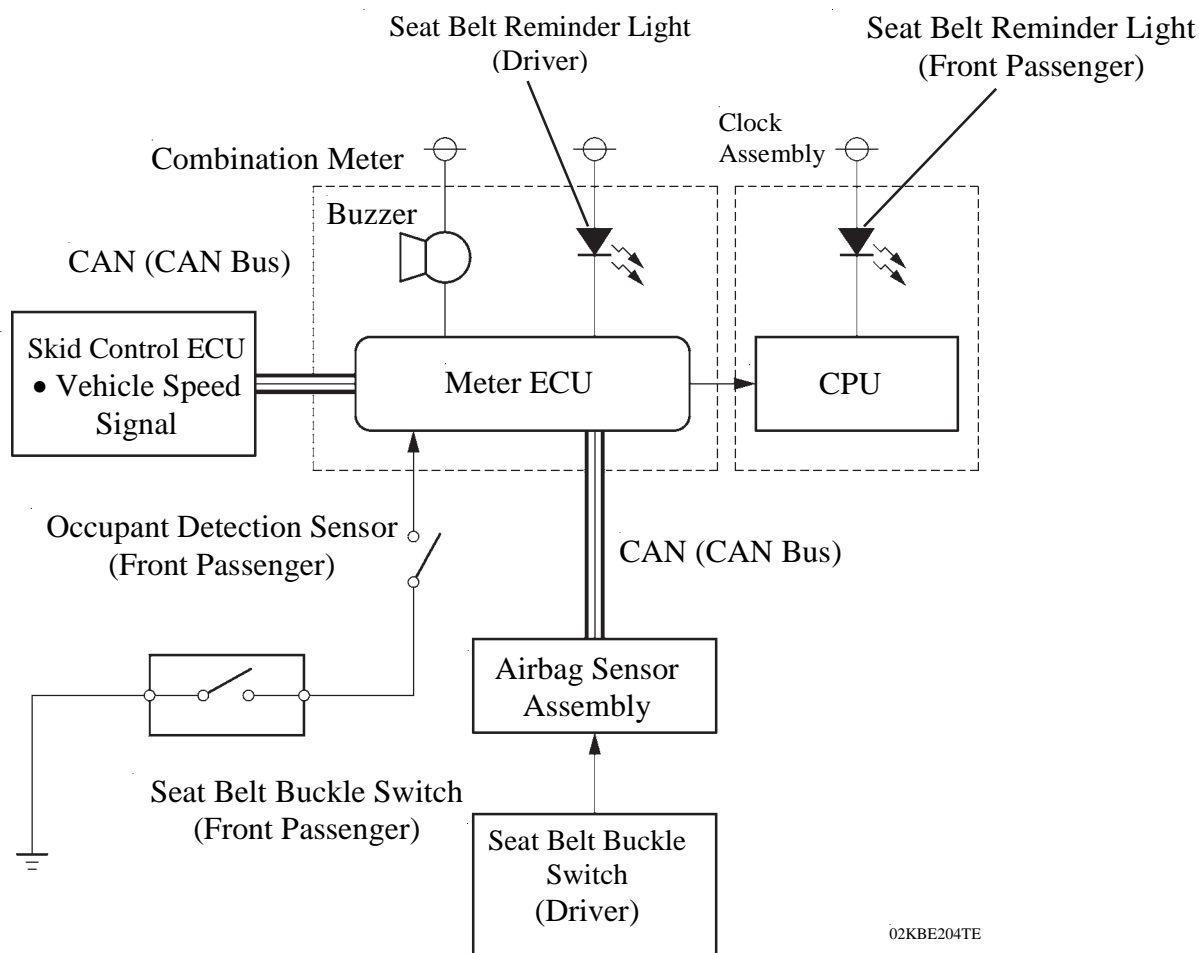 Seat Belt Reminder Light
(Driver)
Seat Belt Reminder Light
(Front Passenger)
Clock
Assembly
Combination Meter
Buzzer
CAN (CAN Bus)
Skid Control ECU
• Vehicle Speed
Signal
Meter ECU
CPU
Occupant Detection Sensor
(Front Passenger)
CAN (CAN Bus)
Airbag Sensor
Assembly
Seat Belt Buckle Switch
(Front Passenger)
Seat Belt Buckle
Switch
(Driver)
02KBE204TE